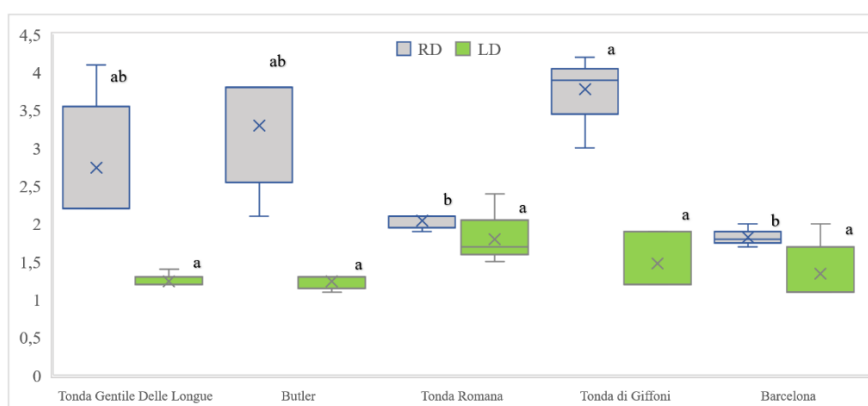 4,5
4
3,5
3
2,5
2
1,5
1
0,5
0
RD LD
ab
a
ab
a
b
a
a
a
b
a
Tonda Gentile Delle Longue Butler Tonda Romana Tonda di Giffoni Barcelona